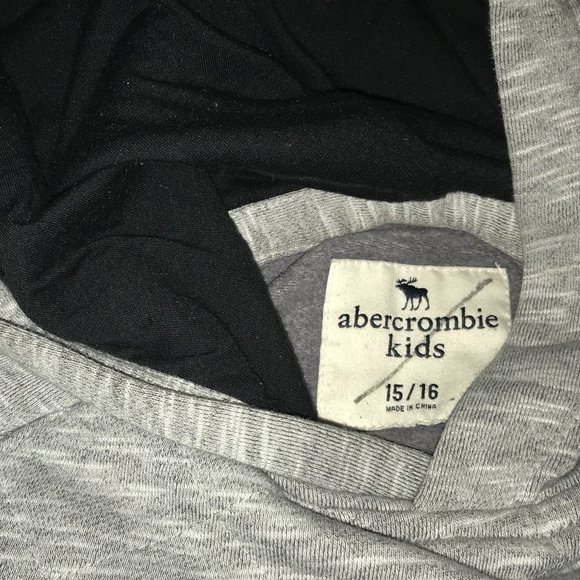 abercrombie
kids
15/16
MADE IN CHINA